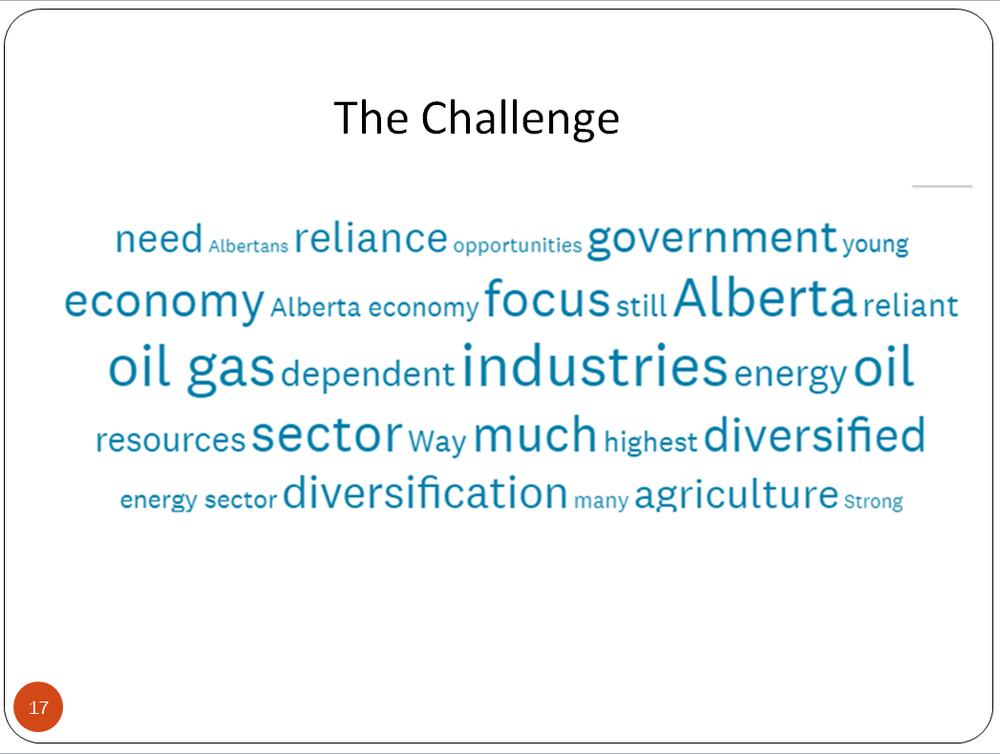 The Challenge
need Albertans reliance opportunities government young
economy Alberta economy focus still Alberta reliant
oil gas dependent industries energy oil
resources sector Way much highest diversified
energy sector diversification many agriculture Strong
17